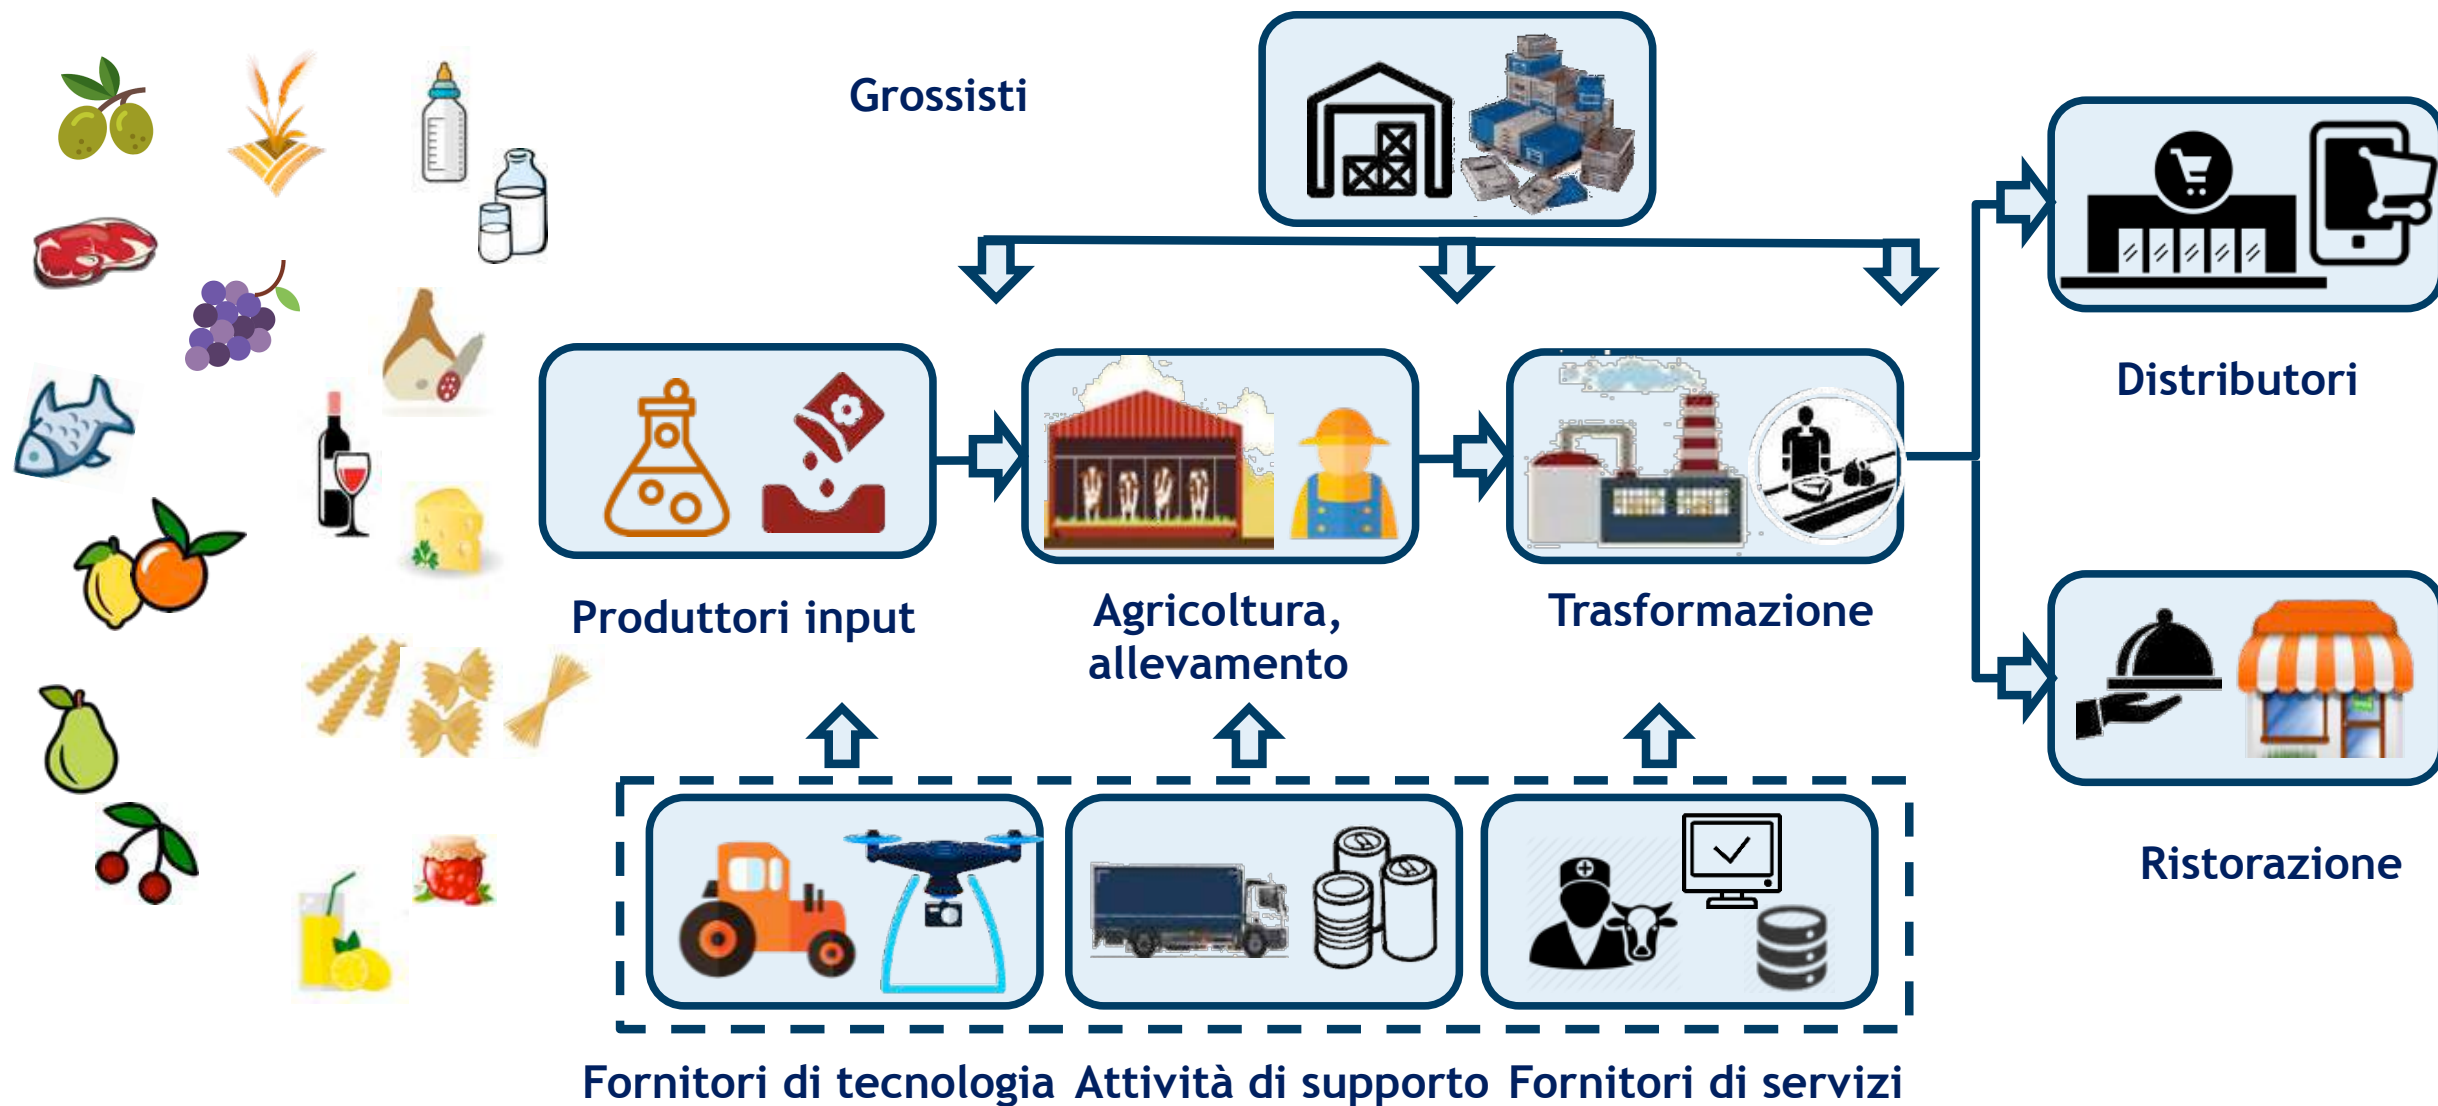 Grossisti
Distributori
Produttori input
Agricoltura,
allevamento
Trasformazione
Ristorazione
Fornitori di tecnologia
Attività di supporto
Fornitori di servizi